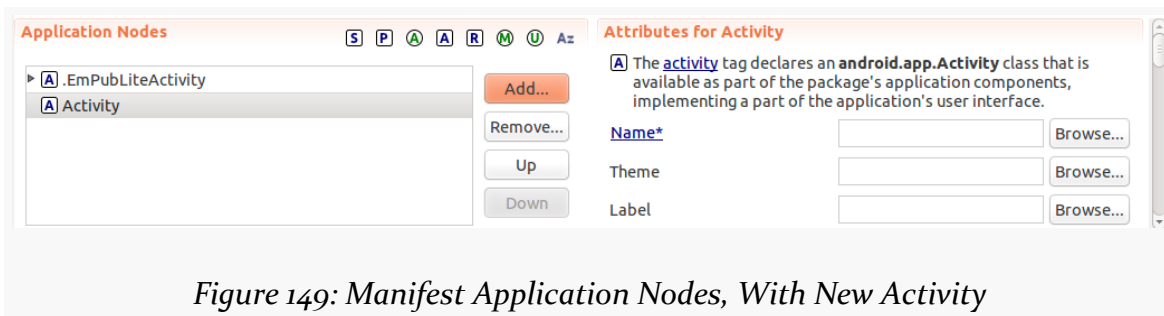 Application Nodes
S P A A R M U Az
A .EmPubLiteActivity
A Activity
Add...
Remove...
Up
Down
Attributes for Activity
A The activity tag declares an android.app.Activity class that is
available as part of the package's application components,
implementing a part of the application's user interface.
Name* Browse...
Theme Browse...
Label Browse...
Figure 149: Manifest Application Nodes, With New Activity